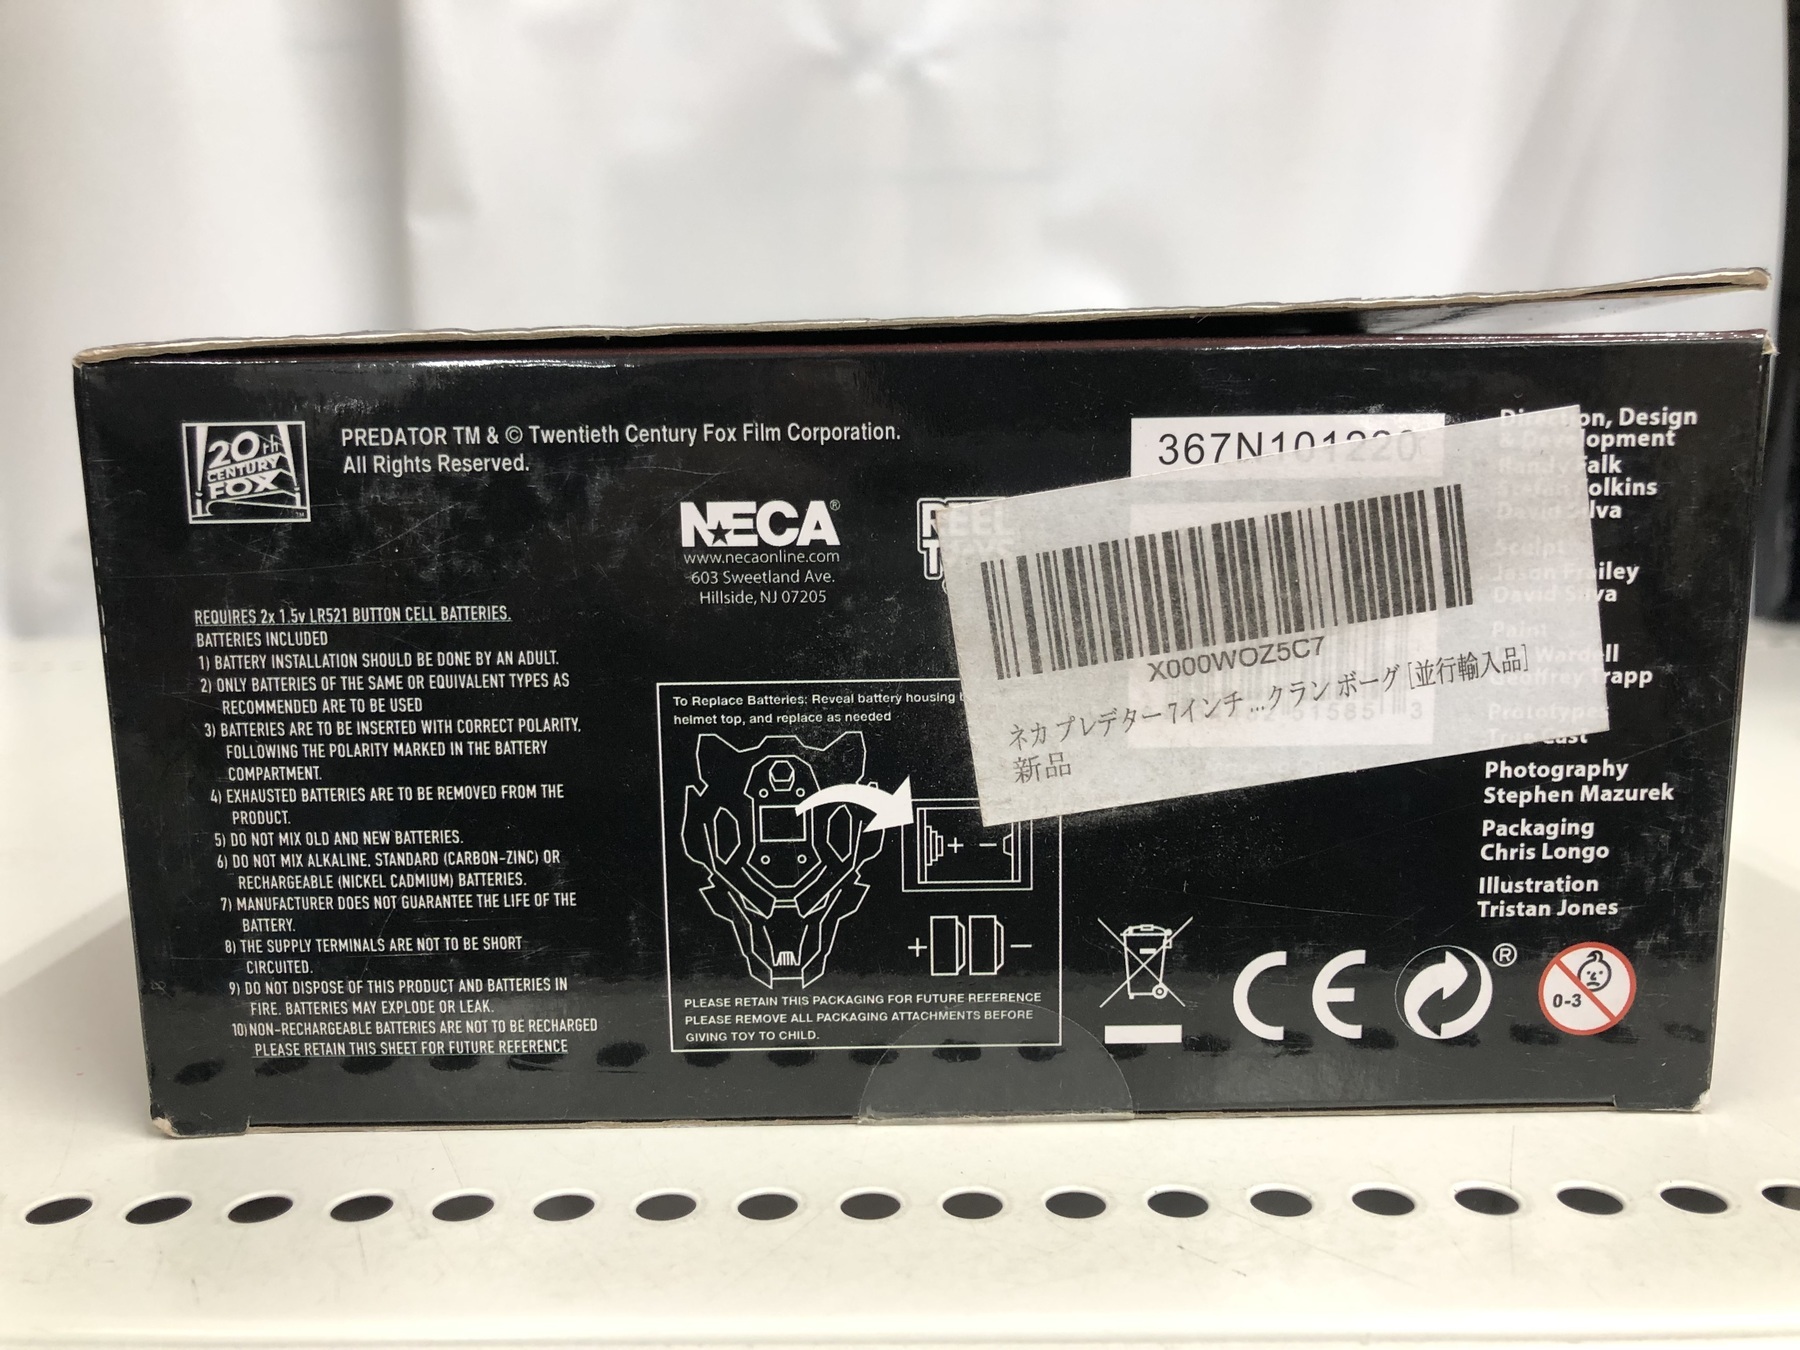 20th
CENTURY
FOX
PREDATOR TM & © Twentieth Century Fox Film Corporation.
All Rights Reserved.
NECA®
www.necaonline.com
603 Sweetland Ave.
Hillside, NJ 07205
REEL
TOYS
REQUIRES 2x 1.5v LR521 BUTTON CELL BATTERIES.
BATTERIES INCLUDED
1) BATTERY INSTALLATION SHOULD BE DONE BY AN ADULT.
2) ONLY BATTERIES OF THE SAME OR EQUIVALENT TYPES AS
RECOMMENDED ARE TO BE USED
3) BATTERIES ARE TO BE INSERTED WITH CORRECT POLARITY.
FOLLOWING THE POLARITY MARKED IN THE BATTERY
COMPARTMENT.
4) EXHAUSTED BATTERIES ARE TO BE REMOVED FROM THE
PRODUCT.
5) DO NOT MIX OLD AND NEW BATTERIES.
6) DO NOT MIX ALKALINE, STANDARD (CARBON-ZINC) OR
RECHARGEABLE (NICKEL CADMIUM) BATTERIES.
7) MANUFACTURER DOES NOT GUARANTEE THE LIFE OF THE
BATTERY.
8) THE SUPPLY TERMINALS ARE NOT TO BE SHORT
CIRCUITED.
9) DO NOT DISPOSE OF THIS PRODUCT AND BATTERIES IN
FIRE. BATTERIES MAY EXPLODE OR LEAK.
10) NON-RECHARGEABLE BATTERIES ARE NOT TO BE RECHARGED
PLEASE RETAIN THIS SHEET FOR FUTURE REFERENCE
To Replace Batteries: Reveal battery housing
helmet top, and replace as needed
+ −
+ −
PLEASE RETAIN THIS PACKAGING FOR FUTURE REFERENCE
PLEASE REMOVE ALL PACKAGING ATTACHMENTS BEFORE
GIVING TOY TO CHILD.
367N101220
X000WOZ5C7
ネカ プレデター 7インチ ...クラン ボーグ [並行輸入品]
新品
Direction, Design
& Development
Randy Falk
David Silva
Sculpt
Jason Frailey
David Silva
Paint
Wardell
Geoffrey Trapp
Prototypes
True Cast
Photography
Stephen Mazurek
Packaging
Chris Longo
Illustration
Tristan Jones
CE
®
0-3